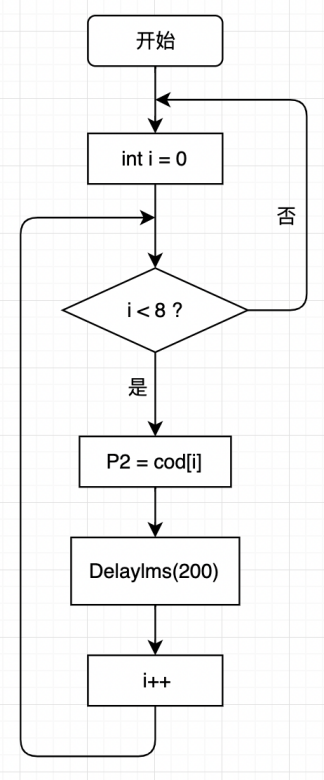 开始
int i = 0
否
i < 8 ?
是
P2 = cod[i]
Delaylms(200)
i++